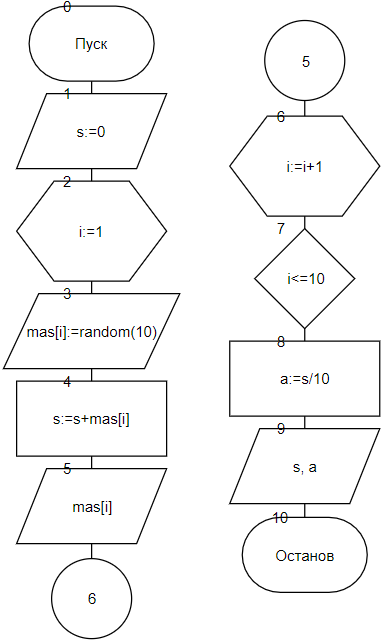 0
Пуск
1
s:=0
2
i:=1
3
mas[i]:=random(10)
4
s:=s+mas[i]
5
mas[i]
6
5
6
i:=i+1
7
i<=10
8
a:=s/10
9
s, a
10
Останов